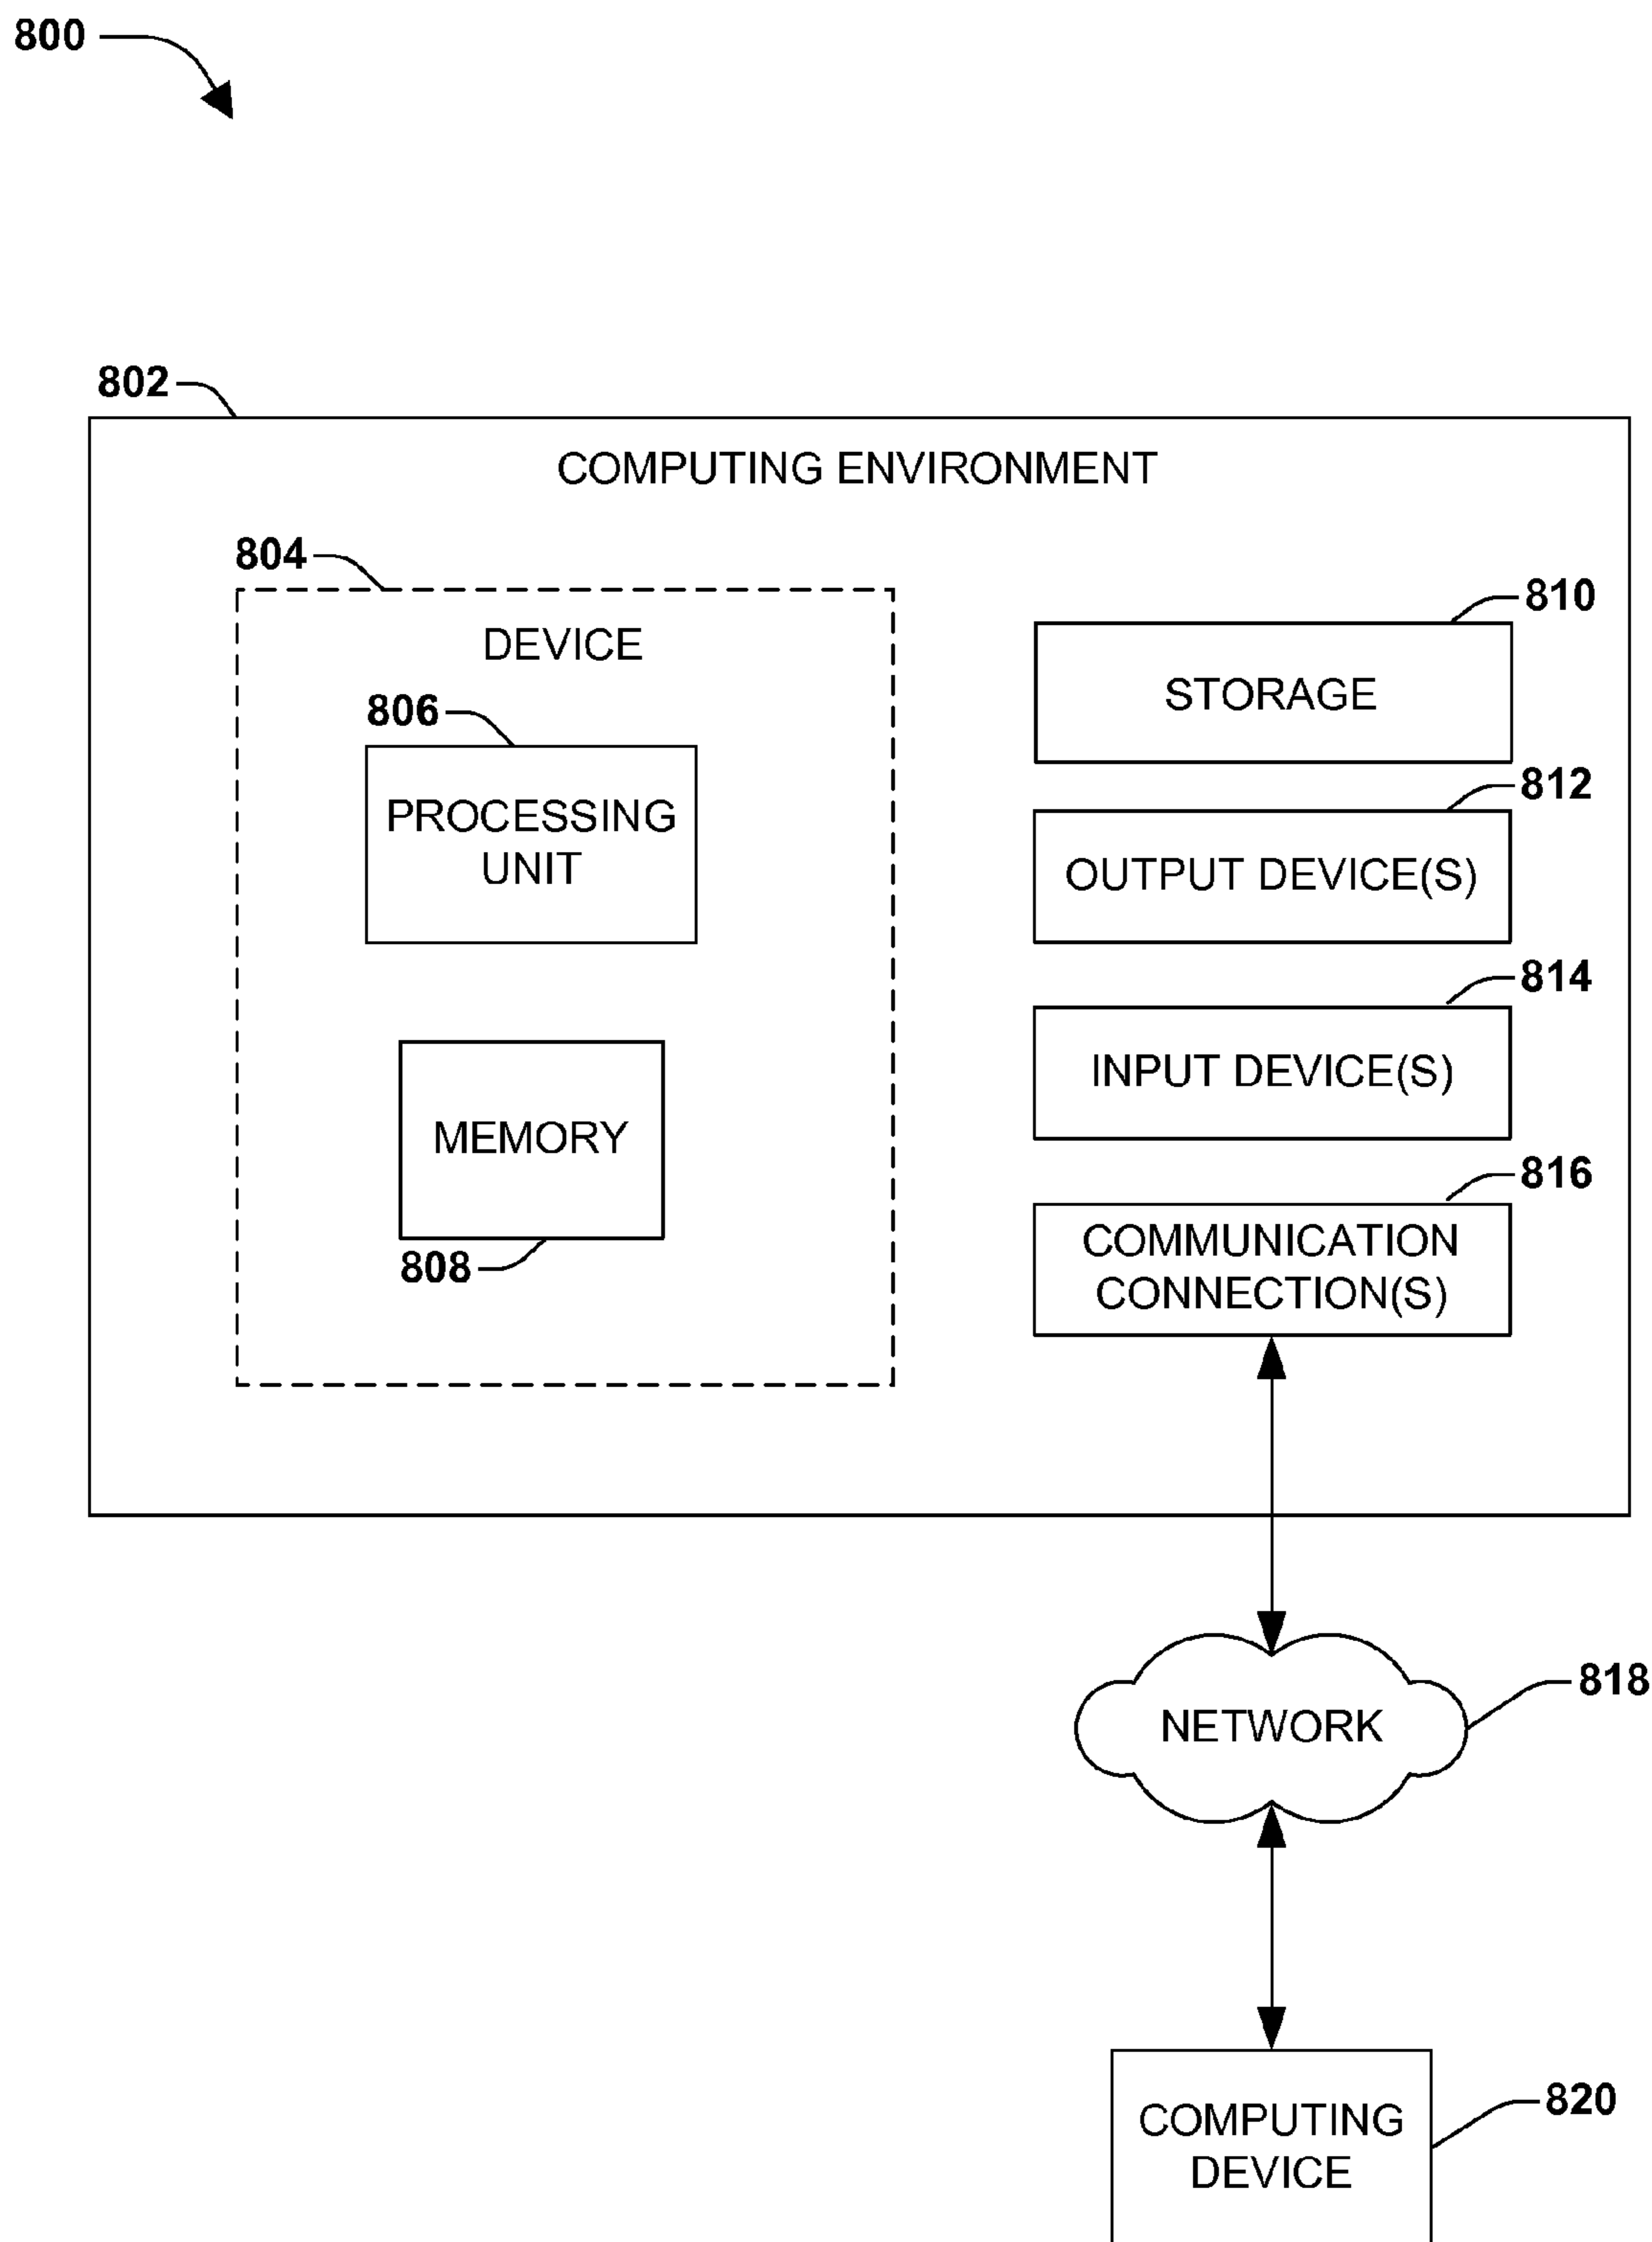 800
802
COMPUTING ENVIRONMENT
804
DEVICE
806
PROCESSING
UNIT
MEMORY
808
810
STORAGE
812
OUTPUT DEVICE(S)
814
INPUT DEVICE(S)
816
COMMUNICATION
CONNECTION(S)
818
NETWORK
820
COMPUTING
DEVICE